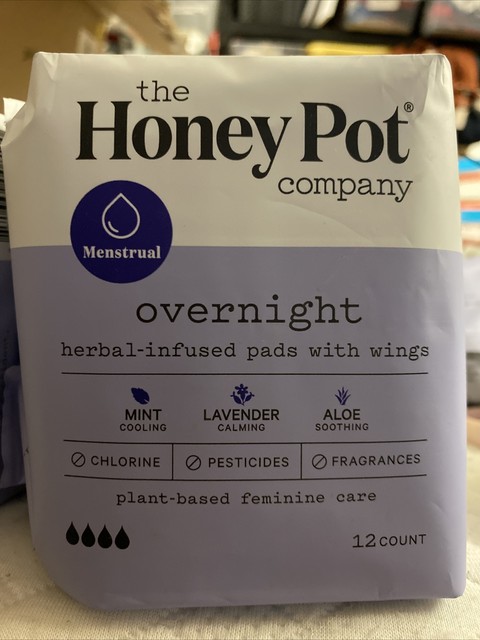 the
Honey Pot®
company
Menstrual
overnight
herbal-infused pads with wings
MINT LAVENDER ALOE
COOLING CALMING SOOTHING
CHLORINE PESTICIDES FRAGRANCES
plant-based feminine care
12 COUNT